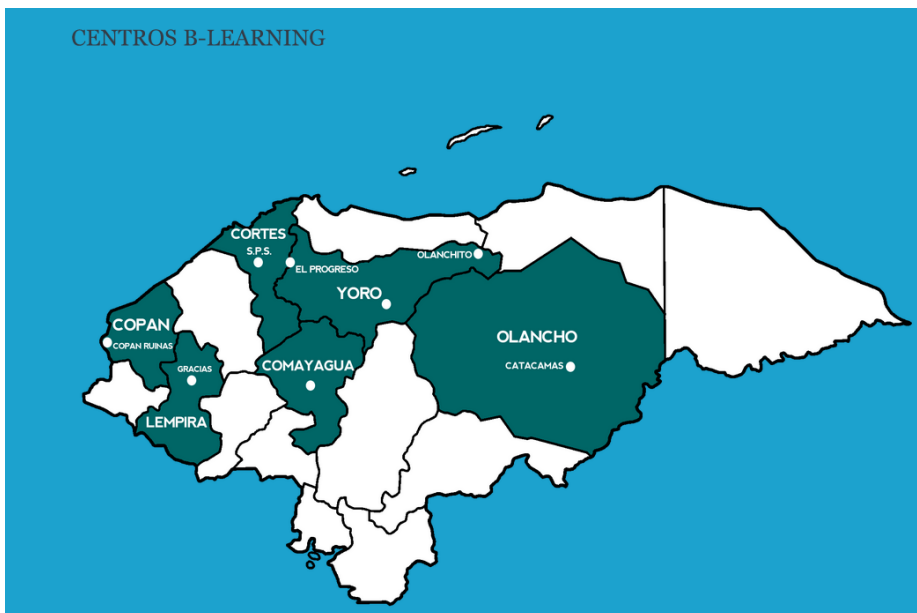 CENTROS B-LEARNING
CORTES
S.P.S.
EL PROGRESO
OLANCHITO
YORO
COPAN
COPAN RUINAS
GRACIAS
LEMPIRA
COMAYAGUA
OLANCHO
CATACAMAS